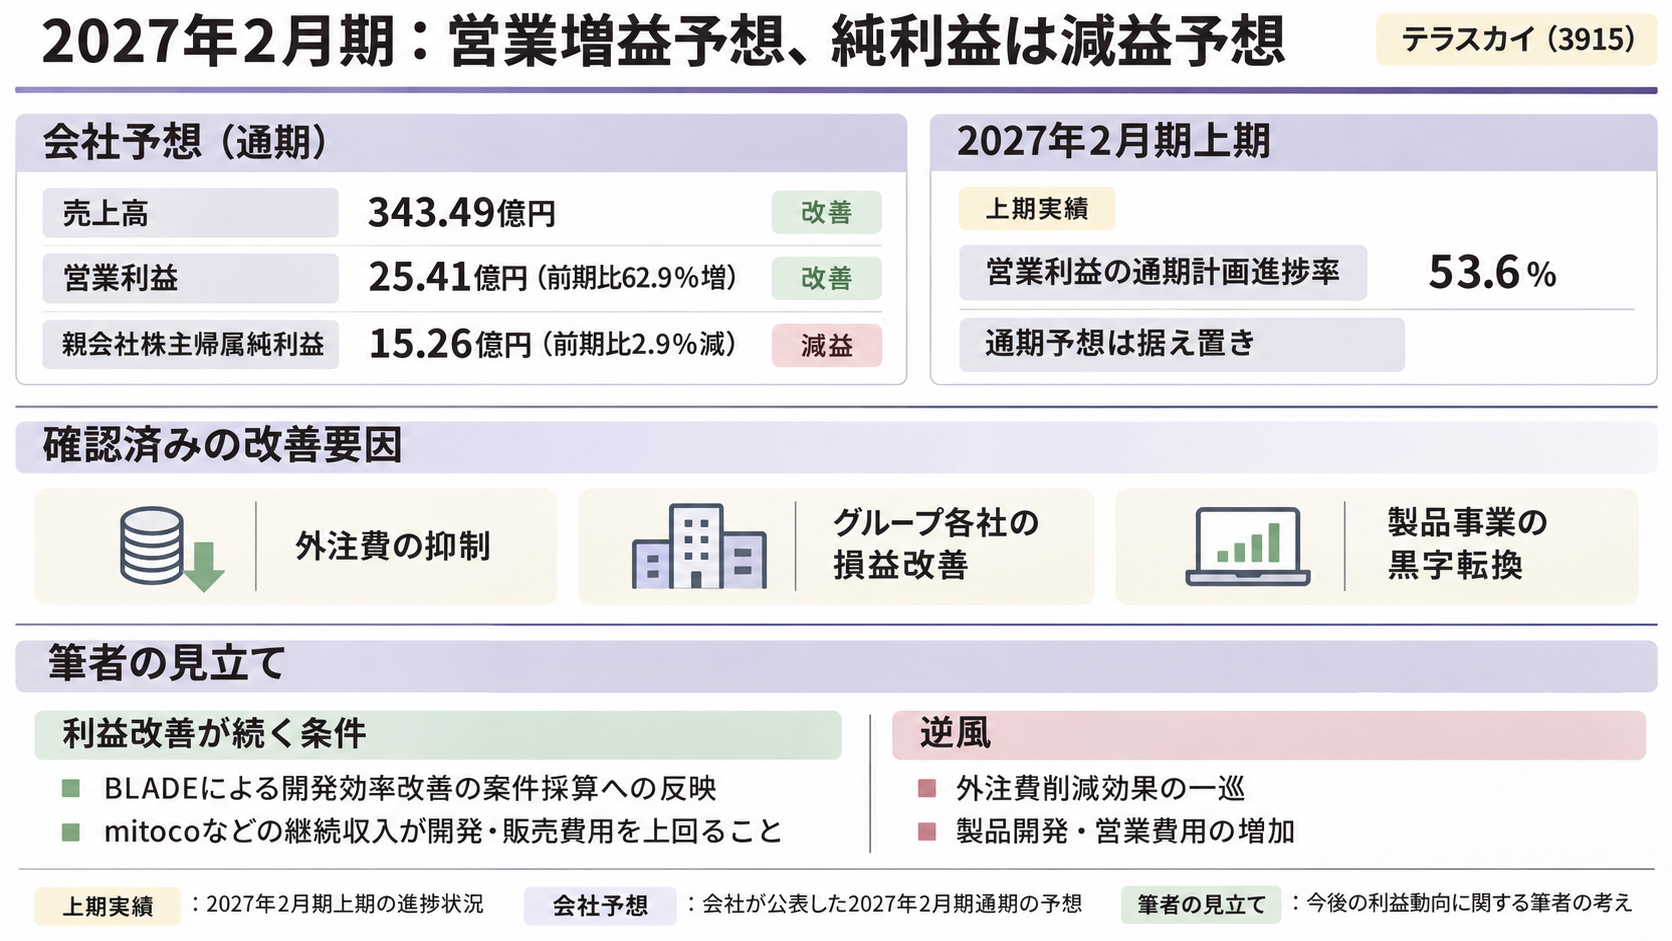 2027年2月期：営業増益予想、純利益は減益予想
テラスカイ（3915）
会社予想（通期）
売上高 343.49億円 改善
営業利益 25.41億円（前期比62.9%増） 改善
親会社株主帰属純利益 15.26億円（前期比2.9%減） 減益
2027年2月期上期
上期実績
営業利益の通期計画進捗率 53.6%
通期予想は据え置き
確認済みの改善要因
外注費の抑制
グループ各社の
損益改善
製品事業の
黒字転換
筆者の見立て
利益改善が続く条件
BLADEによる開発効率改善の案件採算への反映
mitocoなどの継続収入が開発・販売費用を上回ること
逆風
外注費削減効果の一巡
製品開発・営業費用の増加
上期実績：2027年2月期上期の進捗状況
会社予想：会社が公表した2027年2月期通期の予想
筆者の見立て：今後の利益動向に関する筆者の考え